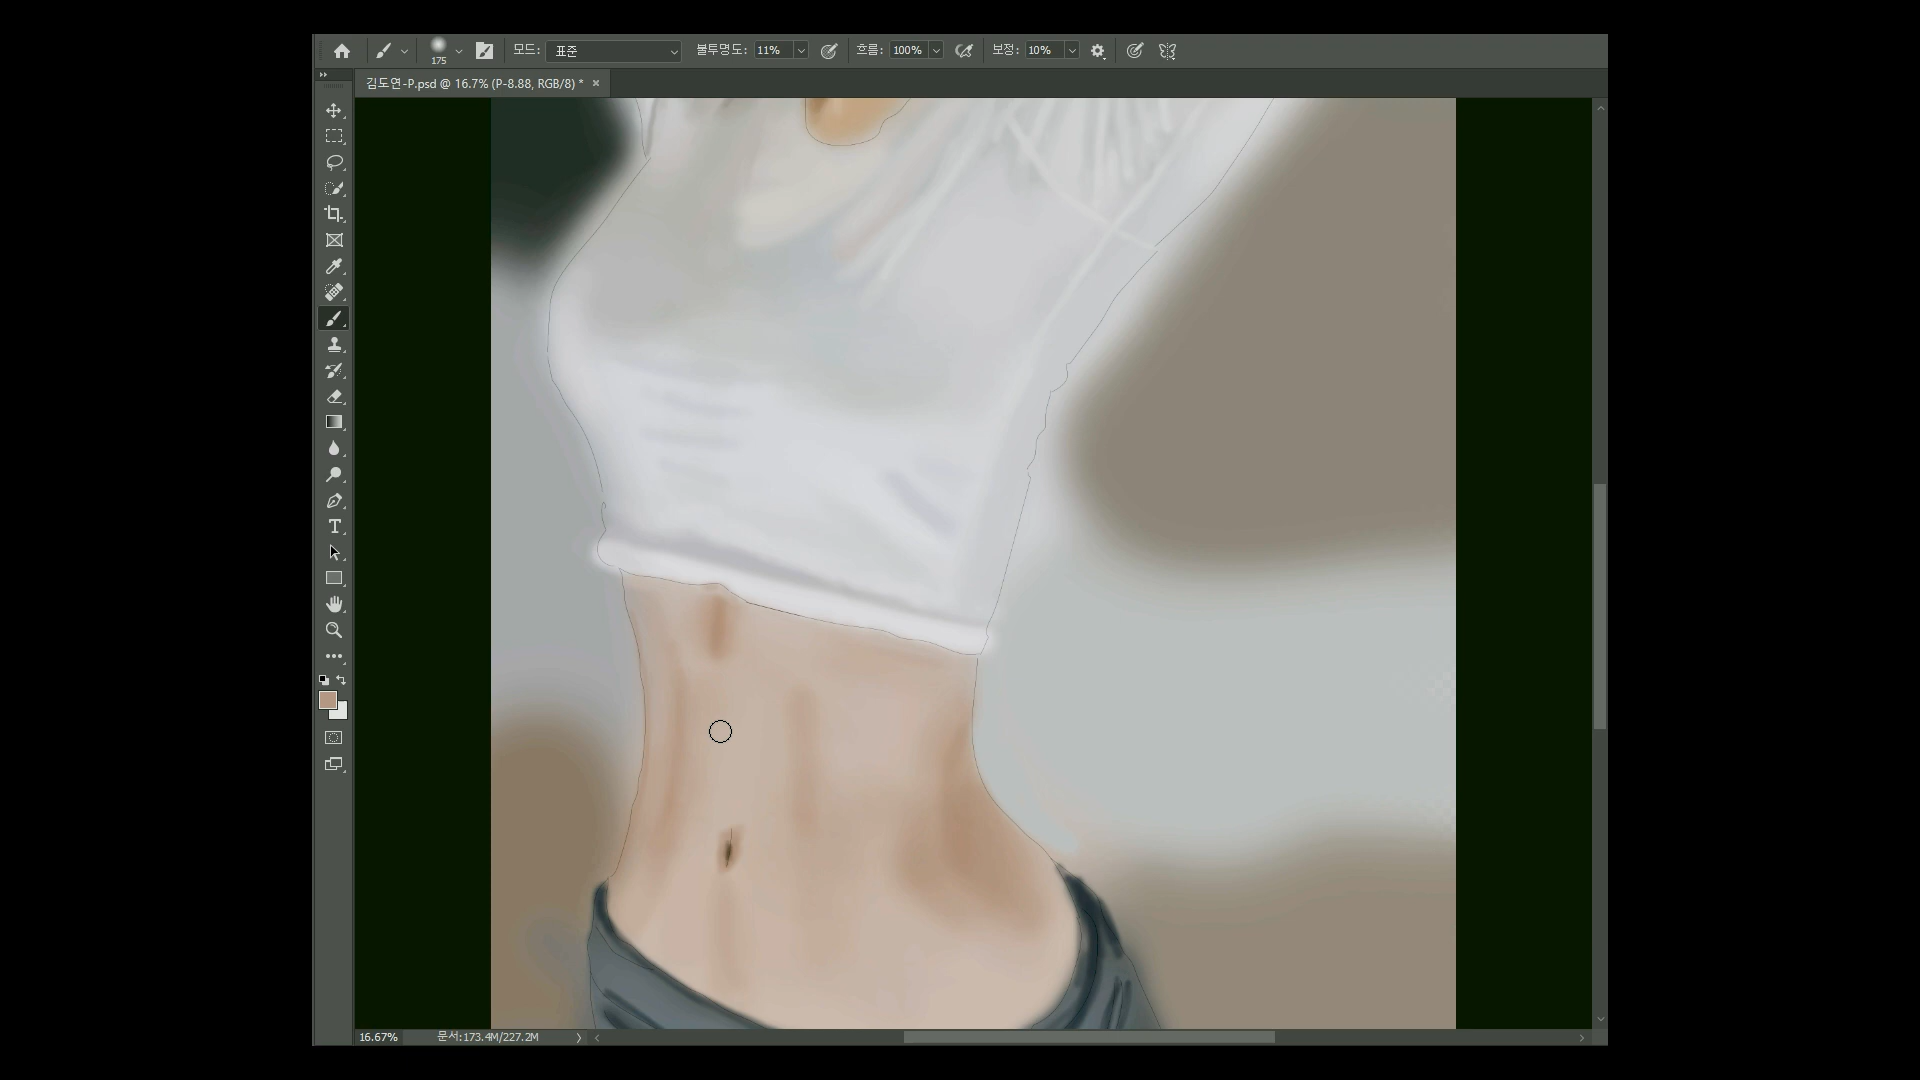 모드: 표준 불투명도: 11% 흐름: 100% 보정: 10%
175
김도연-P.psd @ 16.7% (P-8.88, RGB/8) *
16.67% 문서:173.4M/227.2M